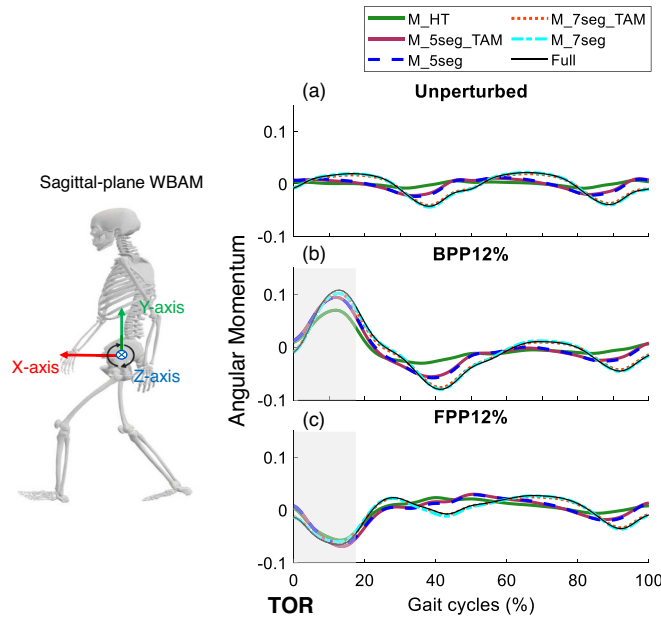 M_HT
M_5seg_TAM
M_5seg
M_7seg_TAM
M_7seg
Full
Sagittal-plane WBAM
Y-axis
X-axis
Z-axis
Angular Momentum
(a)
Unperturbed
0.1
0
-0.1
(b)
BPP12%
0.1
0
-0.1
(c)
FPP12%
0.1
0
-0.1
0
20
40
60
80
100
TOR
Gait cycles (%)